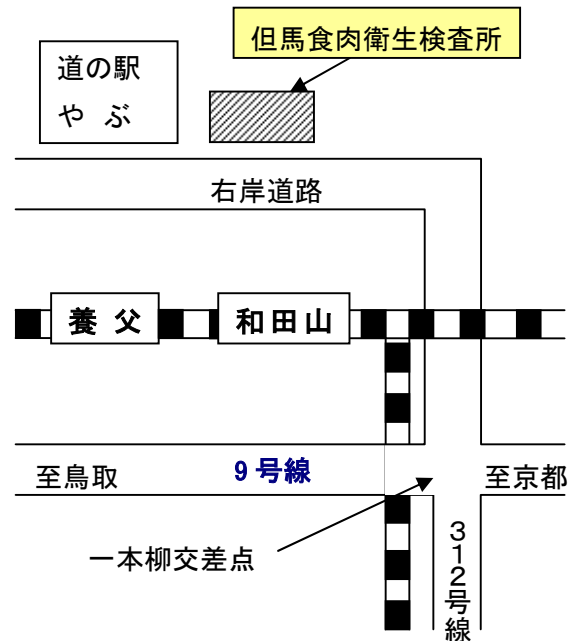 但馬食肉衛生検査所
道の駅
や ぶ
右岸道路
養 父
和田山
9号線
至鳥取
至京都
一本柳交差点
312号線